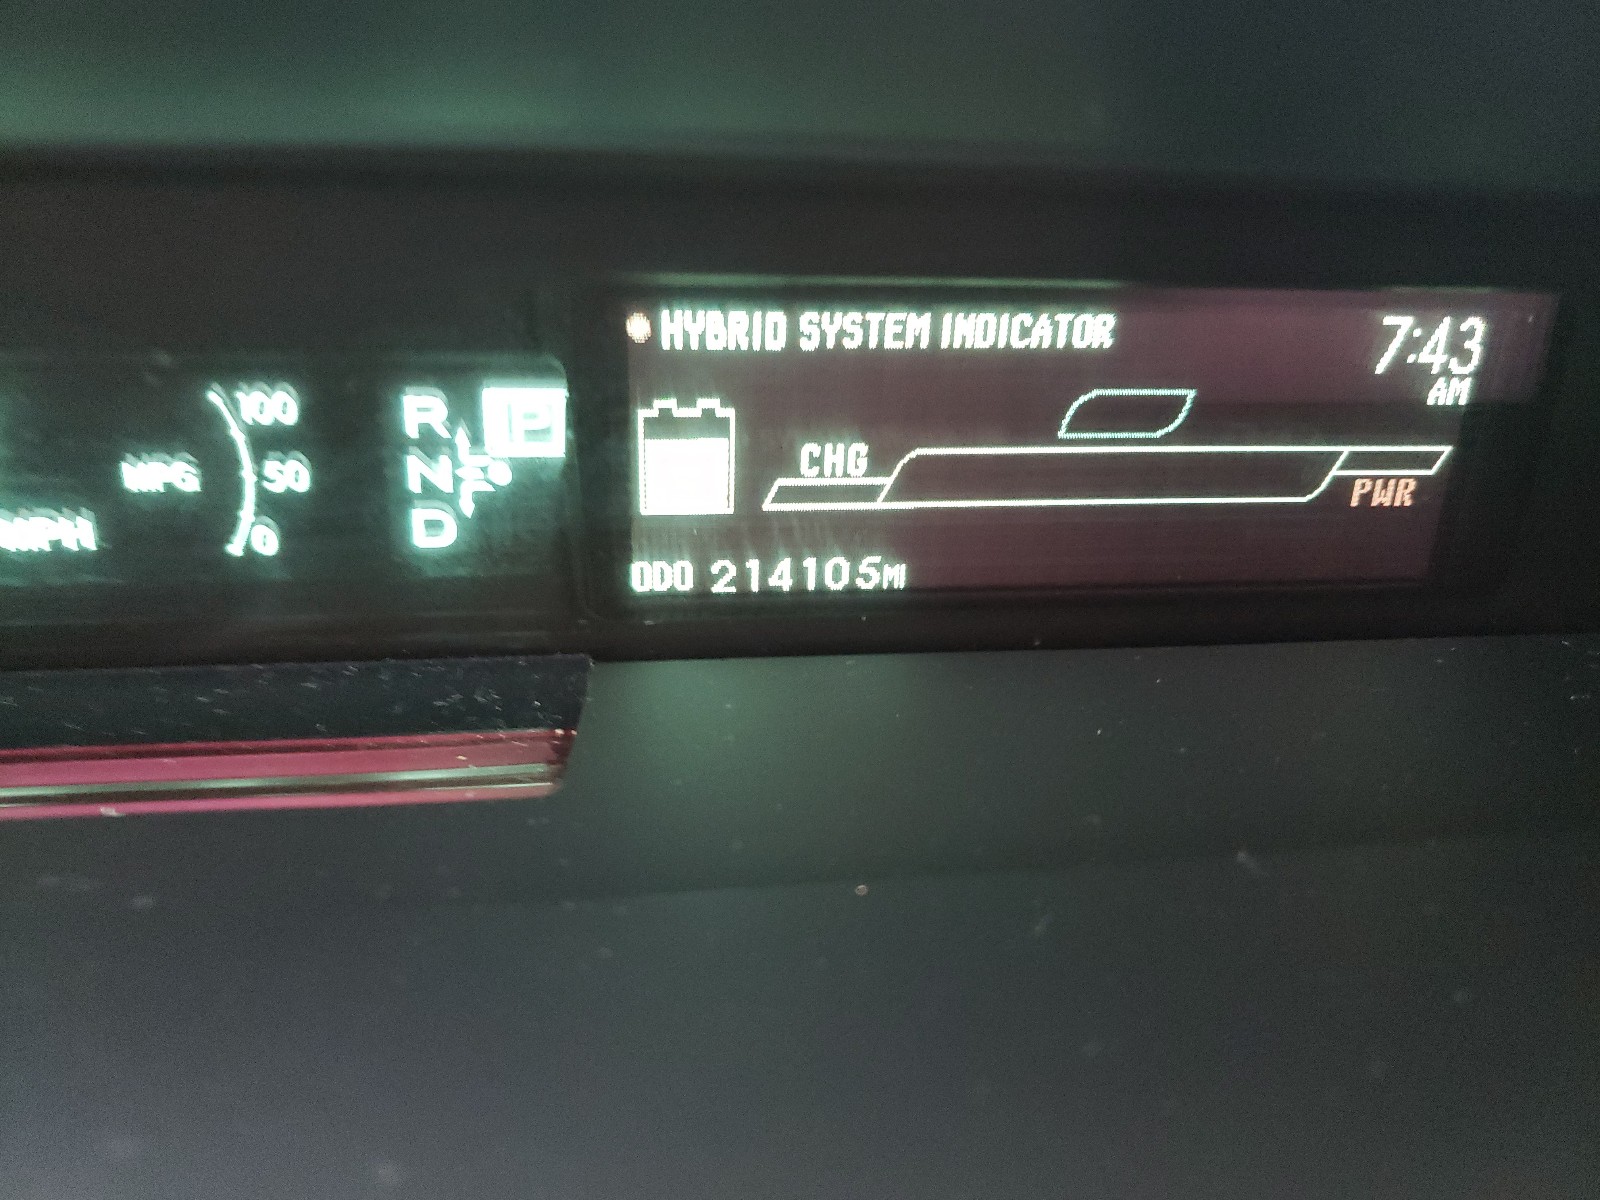 MPH
MPG
100
50
0
R
N
D
P
B
HYBRID SYSTEM INDICATOR
7:43
AM
CHG
PWR
ODO 214105MI